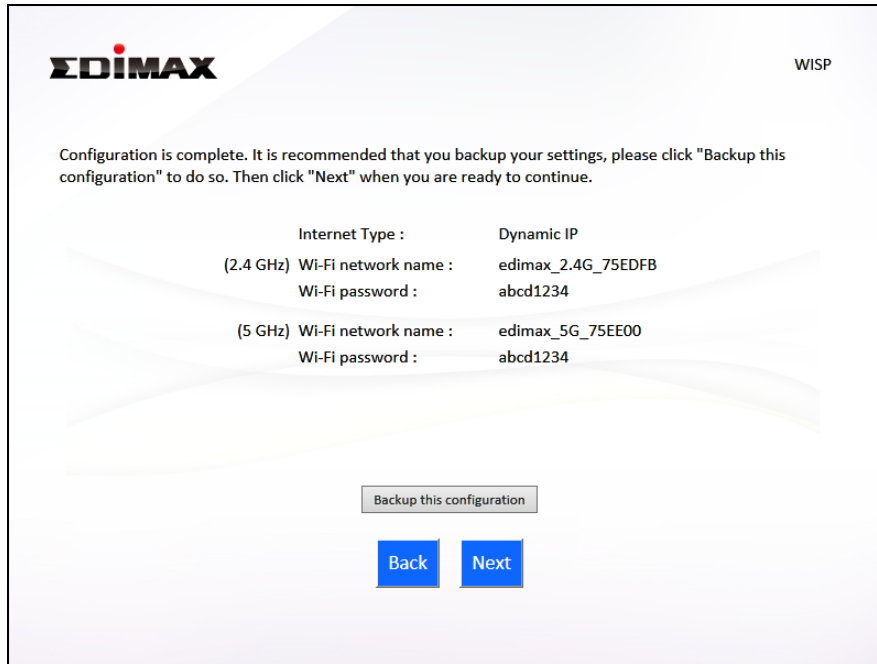 EDIMAX
WISP
Configuration is complete. It is recommended that you backup your settings, please click "Backup this
configuration" to do so. Then click "Next" when you are ready to continue.
Internet Type : Dynamic IP
(2.4 GHz) Wi-Fi network name : edimax_2.4G_75EDFB
Wi-Fi password : abcd1234
(5 GHz) Wi-Fi network name : edimax_5G_75EE00
Wi-Fi password : abcd1234
Backup this configuration
Back Next